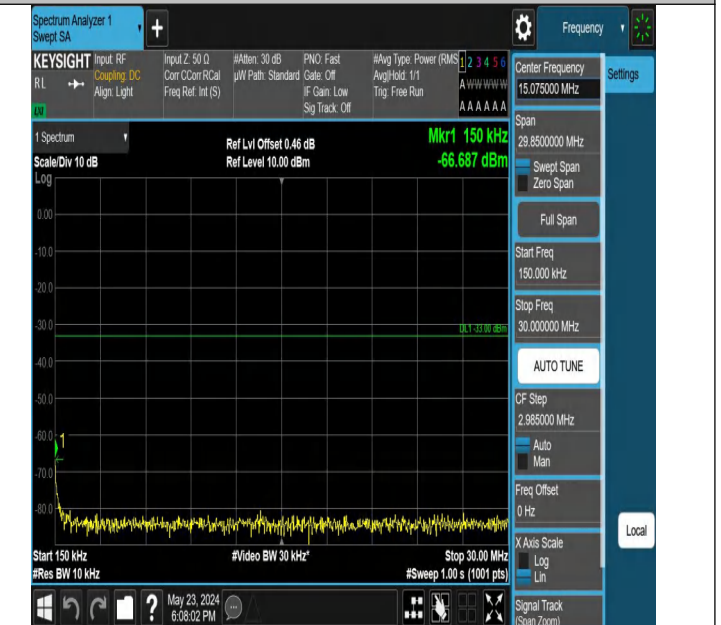 Spectrum Analyzer 1
Swept SA
+
Frequency
KEYSIGHT
RL
LXI
Input: RF
Coupling: DC
Align: Light
Input Z: 50 Ω
Corr CCorr RCal
Freq Ref: Int (S)
#Atten: 30 dB
µW Path: Standard
PNO: Fast
Gate: Off
IF Gain: Low
Sig Track: Off
#Avg Type: Power (RMS
Avg|Hold: 1/1
Trig: Free Run
1 2 3 4 5 6
A W W W W W
A A A A A A
1 Spectrum
Scale/Div 10 dB
Log
Ref Lvl Offset 0.46 dB
Ref Level 10.00 dBm
Mkr1 150 kHz
-66.687 dBm
0.00
-10.0
-20.0
-30.0
DL1 -33.00 dBm
-40.0
-50.0
-60.0
1
-70.0
-80.0
Start 150 kHz
#Res BW 10 kHz
#Video BW 30 kHz*
Stop 30.00 MHz
#Sweep 1.00 s (1001 pts)
?
May 23, 2024
6:08:02 PM
Center Frequency
15.075000 MHz
Settings
Span
29.8500000 MHz
Swept Span
Zero Span
Full Span
Start Freq
150.000 kHz
Stop Freq
30.000000 MHz
AUTO TUNE
CF Step
2.985000 MHz
Auto
Man
Freq Offset
0 Hz
X Axis Scale
Log
Lin
Local
Signal Track
(Span Zoom)